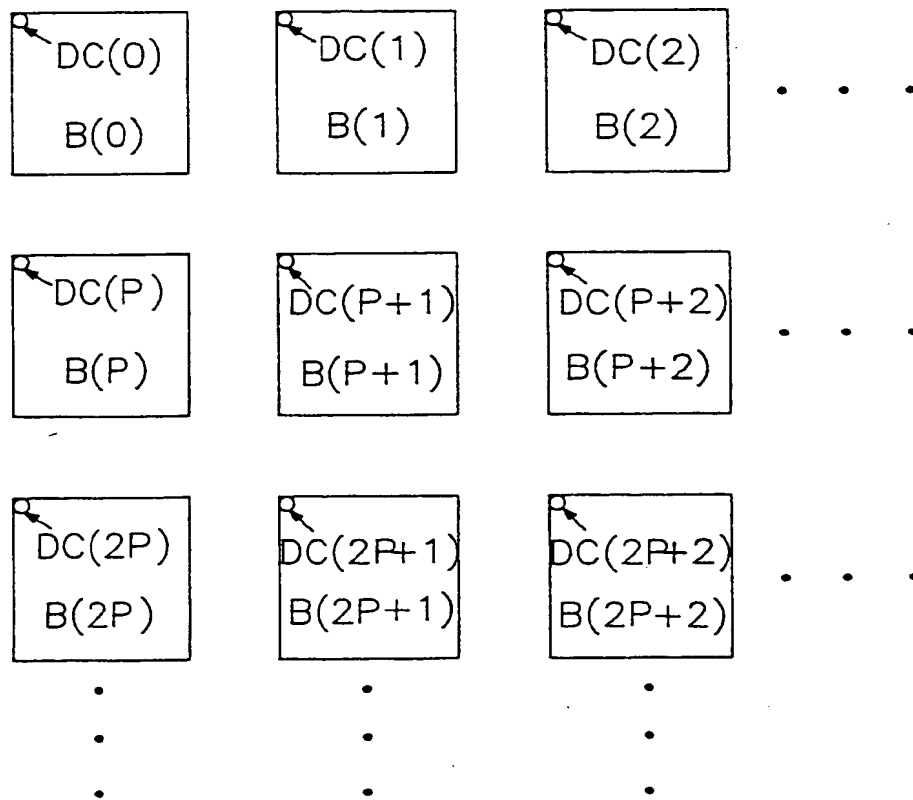 DC(0) DC(1) DC(2)
B(0) B(1) B(2)
DC(P) DC(P+1) DC(P+2)
B(P) B(P+1) B(P+2)
DC(2P) DC(2P+1) DC(2P+2)
B(2P) B(2P+1) B(2P+2)